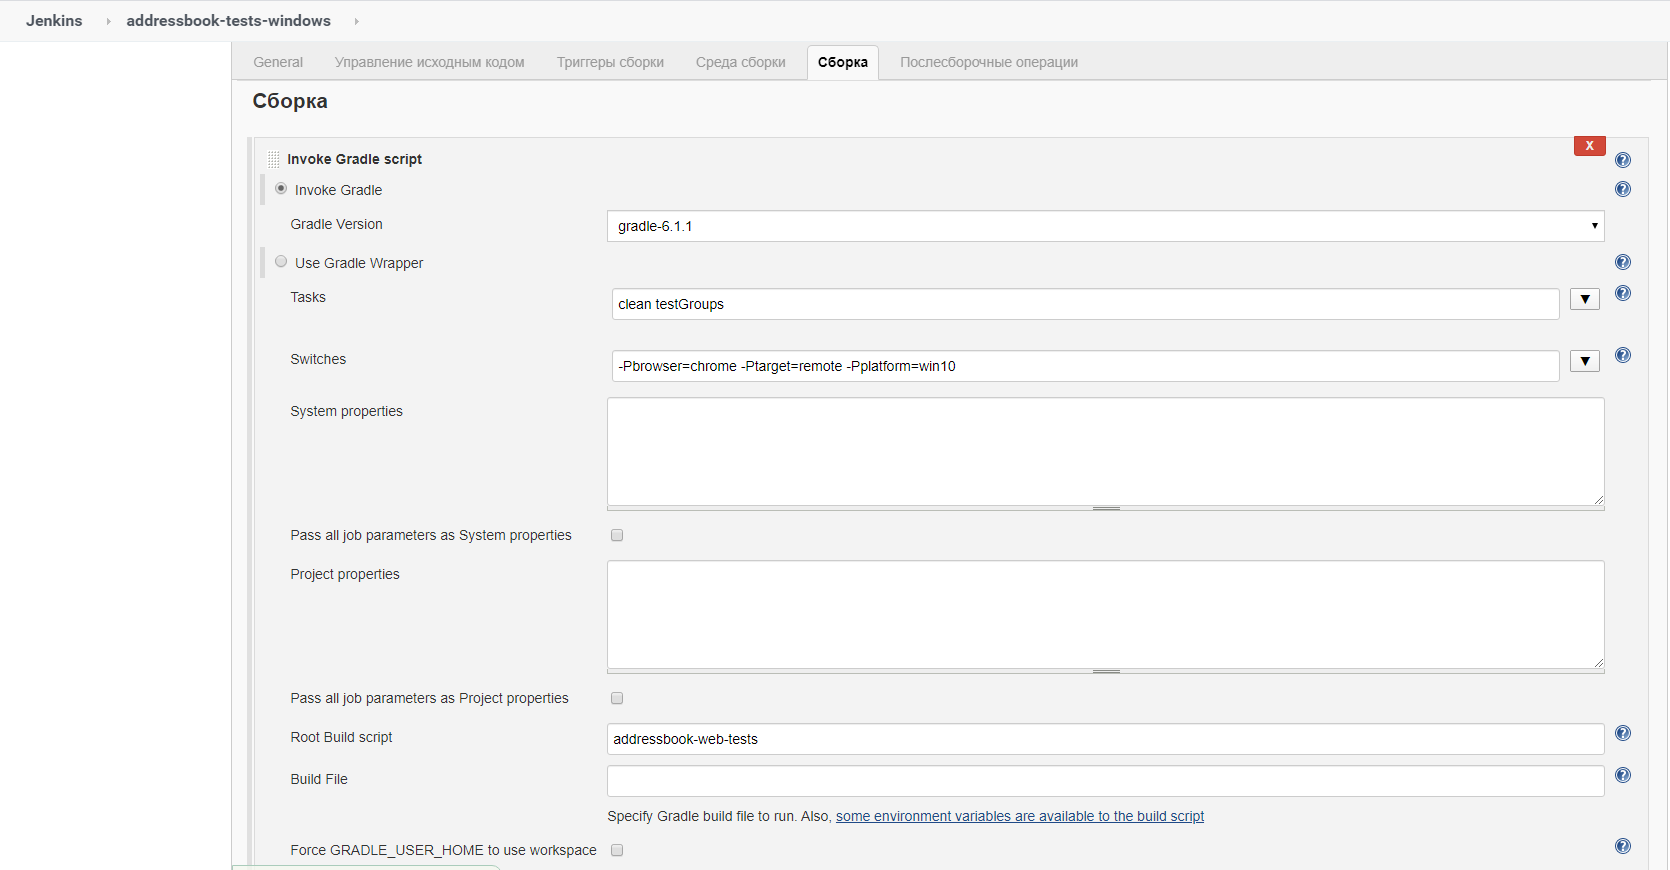 Jenkins addressbook-tests-windows
General Управление исходным кодом Триггеры сборки Среда сборки Сборка Послесборочные операции
Сборка
X
Invoke Gradle script
Invoke Gradle
Gradle Version gradle-6.1.1
Use Gradle Wrapper
Tasks clean testGroups
Switches -Pbrowser=chrome -Ptarget=remote -Pplatform=win10
System properties
Pass all job parameters as System properties
Project properties
Pass all job parameters as Project properties
Root Build script addressbook-web-tests
Build File
Specify Gradle build file to run. Also, some environment variables are available to the build script
Force GRADLE_USER_HOME to use workspace